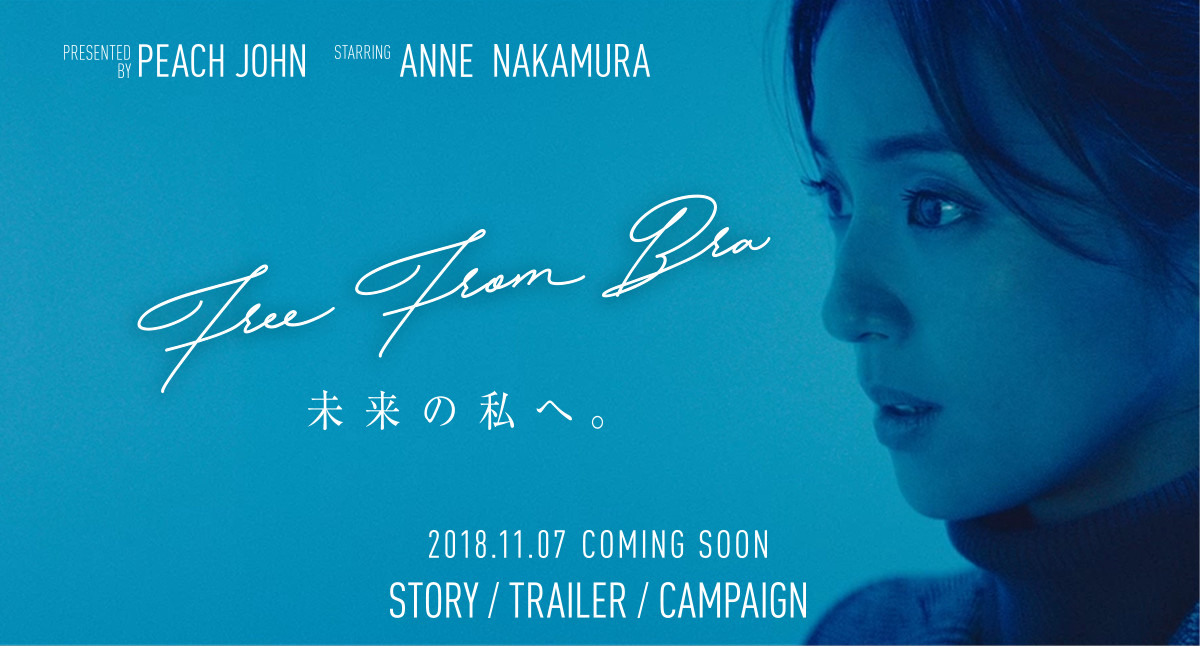 PRESENTED BY PEACH JOHN STARRING ANNE NAKAMURA
Free From Bra
未来の私へ。
2018.11.07 COMING SOON
STORY / TRAILER / CAMPAIGN